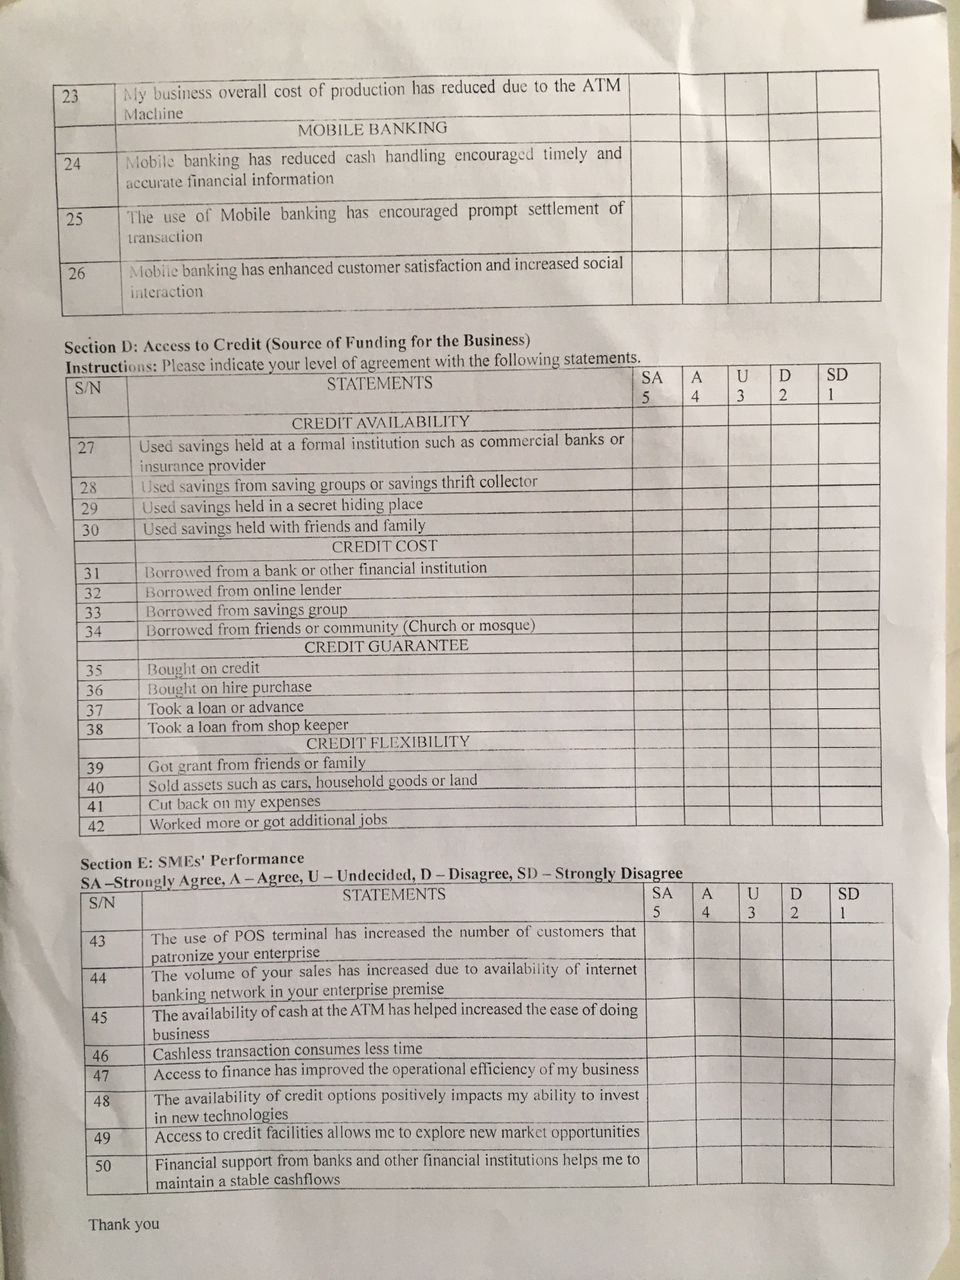 23 My business overall cost of production has reduced due to the ATM
Machine
MOBILE BANKING
24 Mobile banking has reduced cash handling encouraged timely and
accurate financial information
25 The use of Mobile banking has encouraged prompt settlement of
transaction
26 Mobile banking has enhanced customer satisfaction and increased social
interaction
Section D: Access to Credit (Source of Funding for the Business)
Instructions: Please indicate your level of agreement with the following statements.
S/N STATEMENTS SA A U D SD
5 4 3 2 1
CREDIT AVAILABILITY
27 Used savings held at a formal institution such as commercial banks or
insurance provider
28 Used savings from saving groups or savings thrift collector
29 Used savings held in a secret hiding place
30 Used savings held with friends and family
CREDIT COST
31 Borrowed from a bank or other financial institution
32 Borrowed from online lender
33 Borrowed from savings group
34 Borrowed from friends or community (Church or mosque)
CREDIT GUARANTEE
35 Bought on credit
36 Bought on hire purchase
37 Took a loan or advance
38 Took a loan from shop keeper
CREDIT FLEXIBILITY
39 Got grant from friends or family
40 Sold assets such as cars, household goods or land
41 Cut back on my expenses
42 Worked more or got additional jobs
Section E: SMEs' Performance
SA –Strongly Agree, A – Agree, U – Undecided, D – Disagree, SD – Strongly Disagree
S/N STATEMENTS SA A U D SD
5 4 3 2 1
43 The use of POS terminal has increased the number of customers that
patronize your enterprise
44 The volume of your sales has increased due to availability of internet
banking network in your enterprise premise
45 The availability of cash at the ATM has helped increased the ease of doing
business
46 Cashless transaction consumes less time
47 Access to finance has improved the operational efficiency of my business
48 The availability of credit options positively impacts my ability to invest
in new technologies
49 Access to credit facilities allows me to explore new market opportunities
50 Financial support from banks and other financial institutions helps me to
maintain a stable cashflows
Thank you